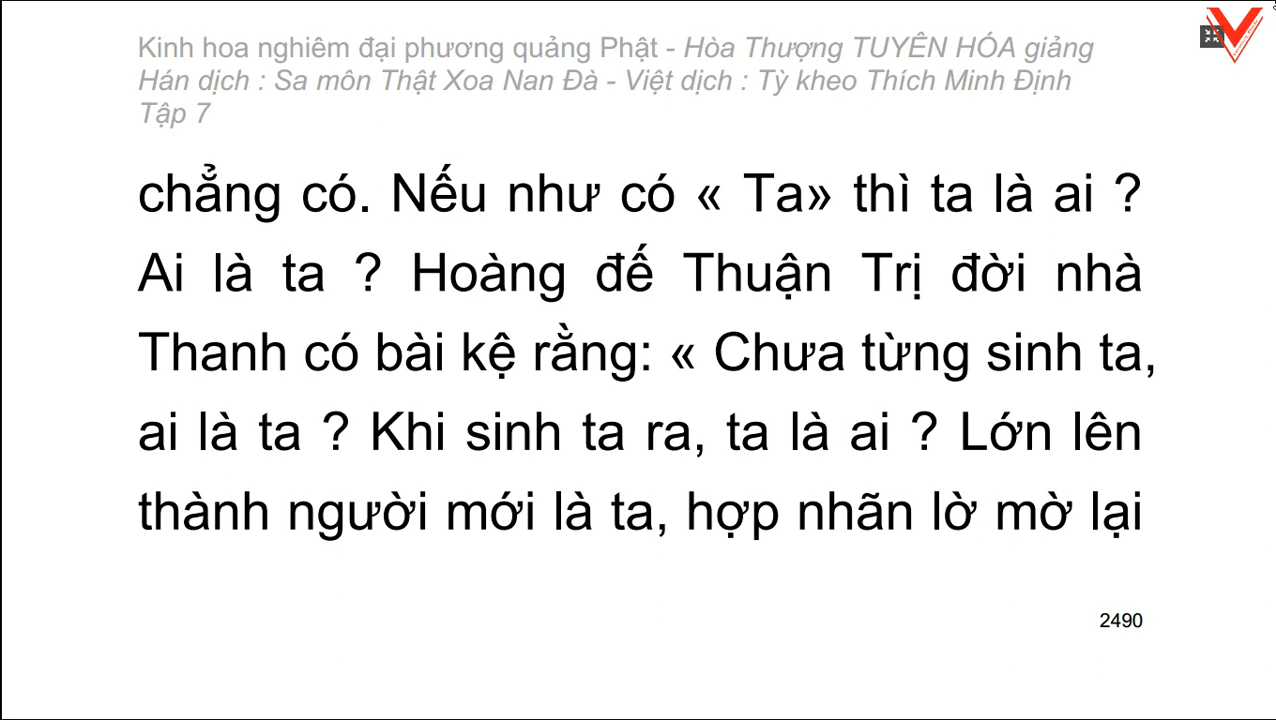 Kinh hoa nghiêm đại phương quảng Phật - Hòa Thượng TUYÊN HÓA giảng
Hán dịch : Sa môn Thật Xoa Nan Đà - Việt dịch : Tỳ kheo Thích Minh Định
Tập 7
chẳng có. Nếu như có « Ta» thì ta là ai ?
Ai là ta ? Hoàng đế Thuận Trị đời nhà
Thanh có bài kệ rằng: « Chưa từng sinh ta,
ai là ta ? Khi sinh ta ra, ta là ai ? Lớn lên
thành người mới là ta, hợp nhãn lờ mờ lại
2490